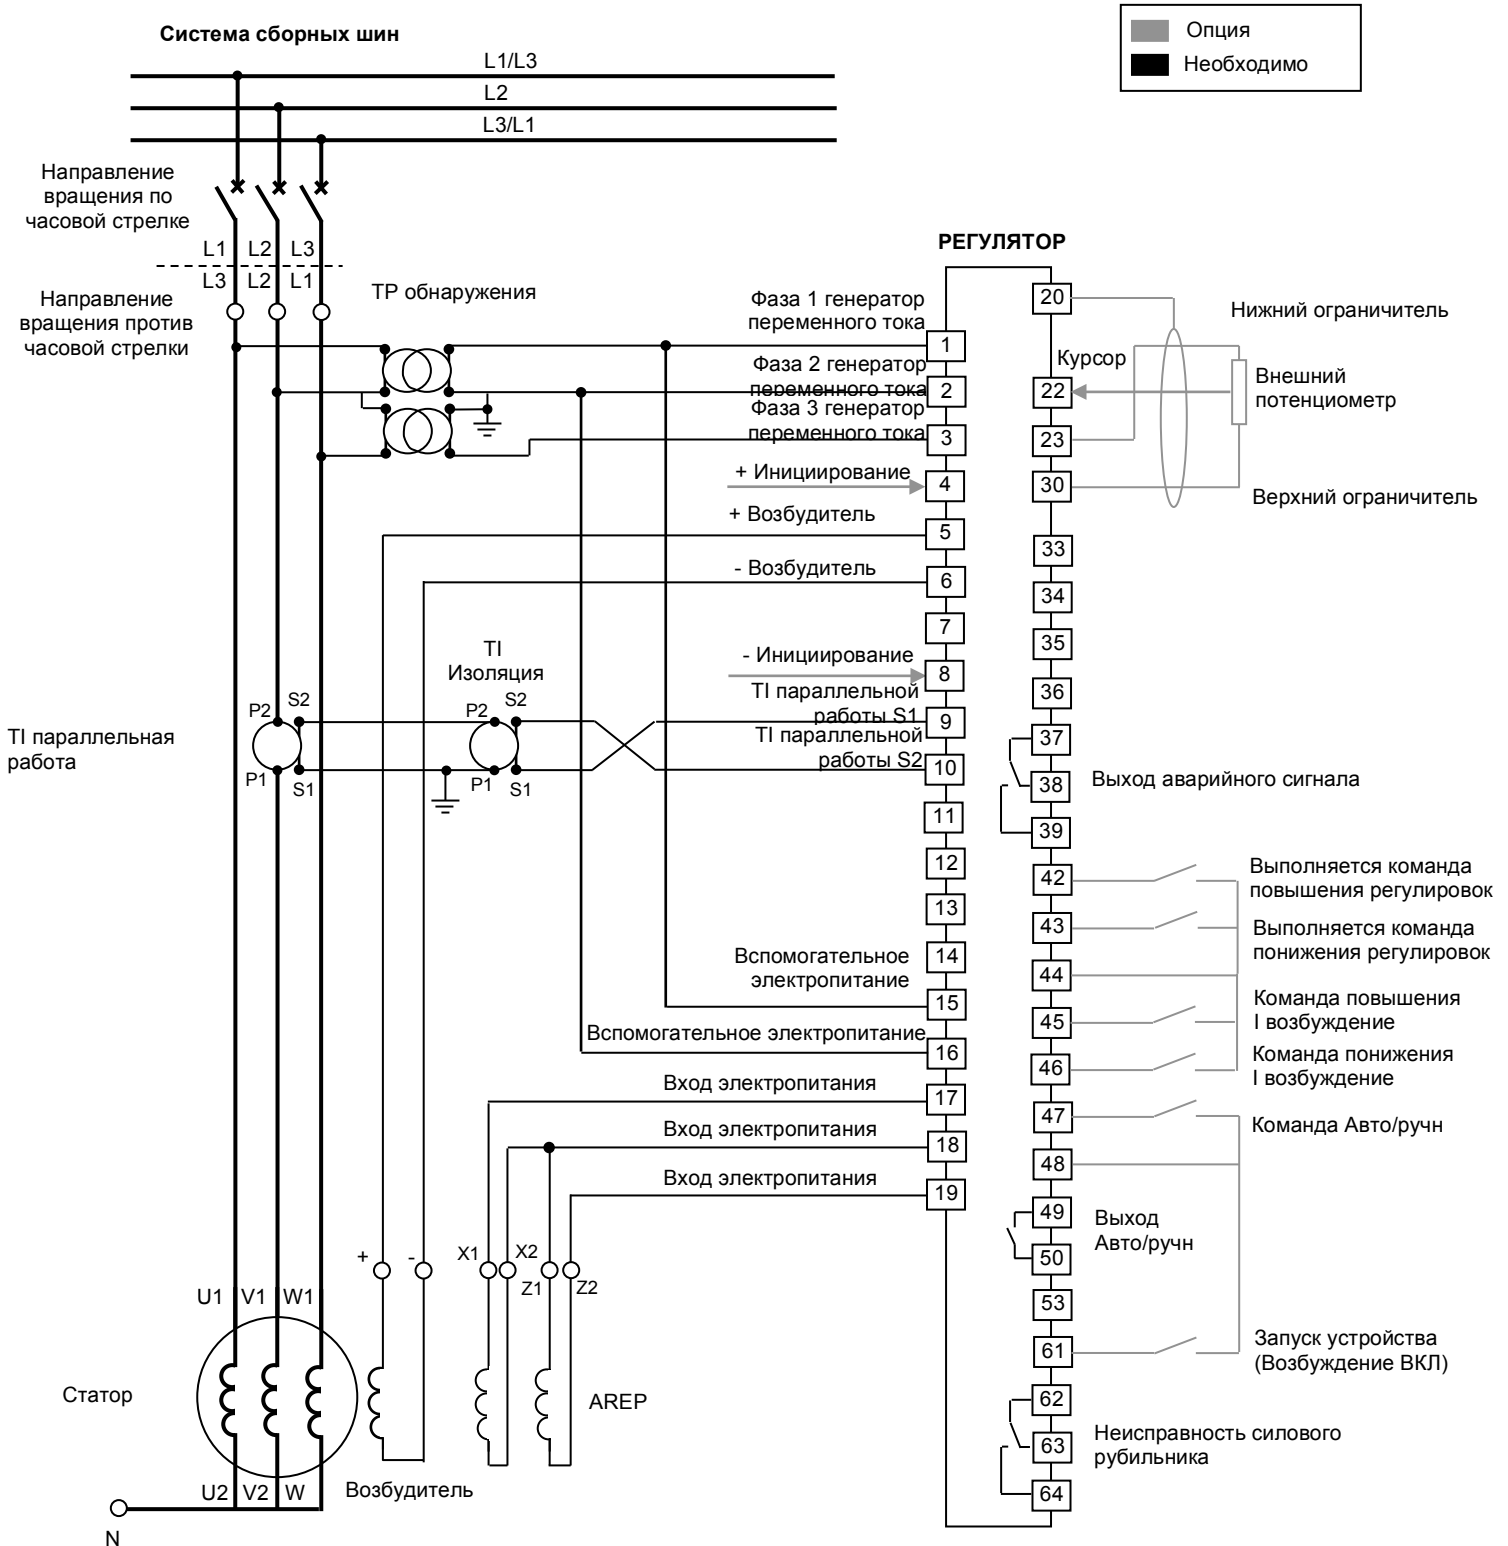 Система сборных шин
L1/L3
L2
L3/L1
Опция
Необходимо
Направление
вращения по
часовой стрелке
L1 L2 L3
L3 L2 L1
Направление
вращения против
часовой стрелки
ТР обнаружения
РЕГУЛЯТОР
Фаза 1 генератор
переменного тока
1
Фаза 2 генератор
переменного тока
2
Фаза 3 генератор
переменного тока
3
+ Инициирование
4
+ Возбудитель
5
- Возбудитель
6
7
- Инициирование
8
TI
Изоляция
TI параллельной
работы S1
9
TI параллельной
работы S2
10
TI параллельная
работа
P2 S2
P1 S1
P2 S2
P1 S1
11
12
13
14
Вспомогательное
электропитание
15
Вспомогательное электропитание
16
Вход электропитания
17
Вход электропитания
18
Вход электропитания
19
20
Нижний ограничитель
Курсор
22
Внешний
потенциометр
23
30
Верхний ограничитель
33
34
35
36
37
38
Выход аварийного сигнала
39
42
Выполняется команда
повышения регулировок
43
Выполняется команда
понижения регулировок
44
Команда повышения
I возбуждение
45
Команда понижения
I возбуждение
46
47
Команда Авто/ручн
48
49
Выход
Авто/ручн
50
53
61
Запуск устройства
(Возбуждение ВКЛ)
62
63
Неисправность силового
рубильника
64
+ -
X1 X2
Z1 Z2
U1 V1 W1
Статор
AREP
U2 V2 W
Возбудитель
N